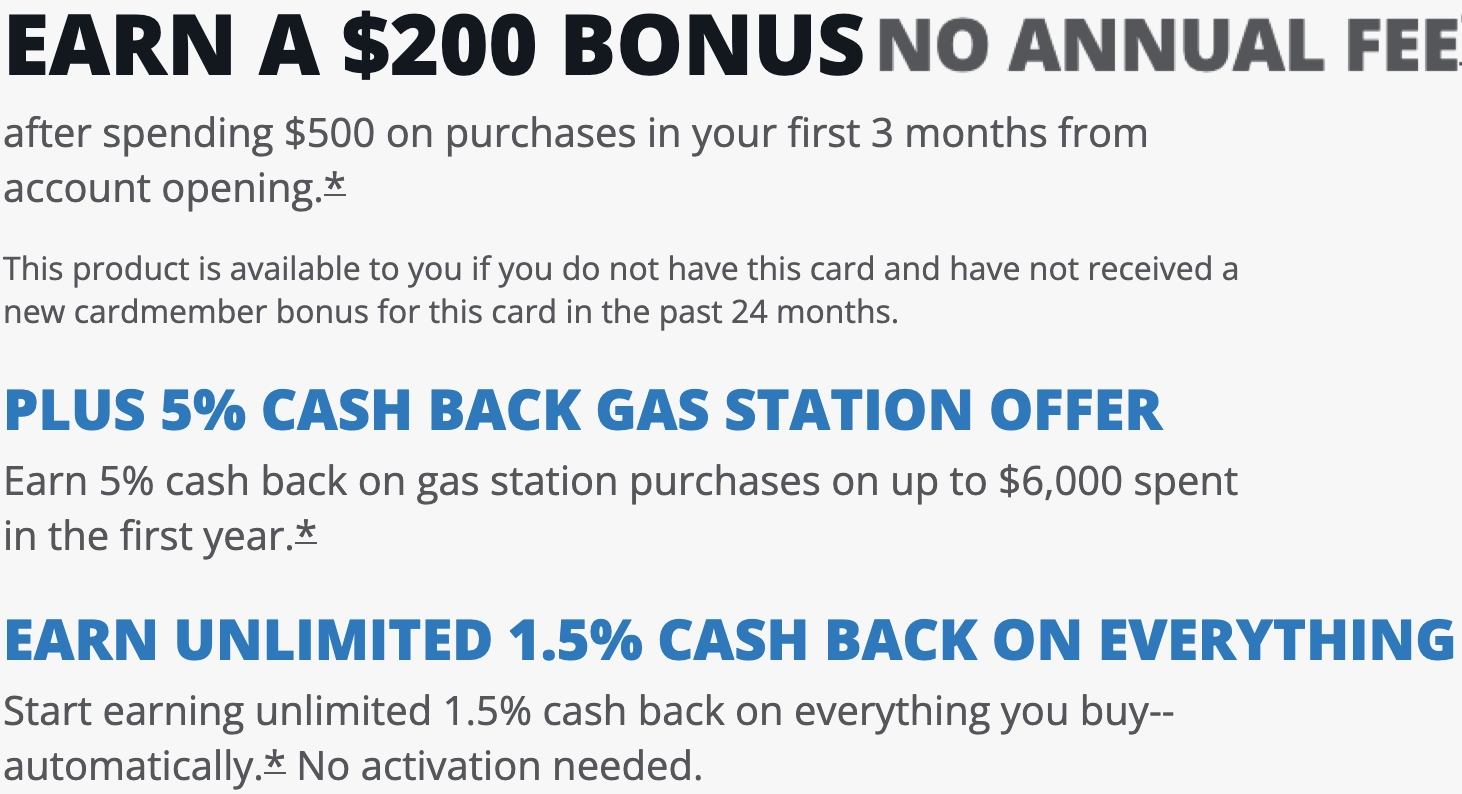 EARN A $200 BONUS NO ANNUAL FEE
after spending $500 on purchases in your first 3 months from
account opening.*
This product is available to you if you do not have this card and have not received a
new cardmember bonus for this card in the past 24 months.
PLUS 5% CASH BACK GAS STATION OFFER
Earn 5% cash back on gas station purchases on up to $6,000 spent
in the first year.*
EARN UNLIMITED 1.5% CASH BACK ON EVERYTHING
Start earning unlimited 1.5% cash back on everything you buy--
automatically.* No activation needed.